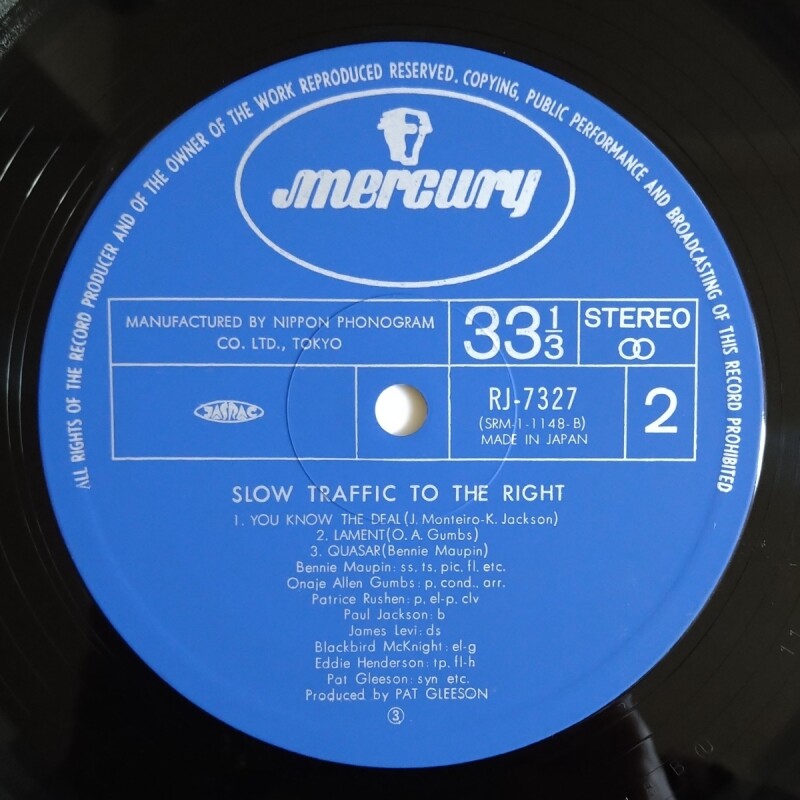 ALL RIGHTS OF THE RECORD PRODUCER AND OF THE OWNER OF THE WORK REPRODUCED RESERVED. COPYING, PUBLIC PERFORMANCE AND BROADCASTING OF THIS RECORD PROHIBITED
mercury
MANUFACTURED BY NIPPON PHONOGRAM
CO. LTD., TOKYO
33 1/3
STEREO
JASRAC
RJ-7327
(SRM-1-1148-B)
MADE IN JAPAN
2
SLOW TRAFFIC TO THE RIGHT
1. YOU KNOW THE DEAL(J. Monteiro-K. Jackson)
2. LAMENT(O. A. Gumbs)
3. QUASAR(Bennie Maupin)
Bennie Maupin: ss, ts, pic, fl, etc.
Onaje Allen Gumbs: p, cond., arr.
Patrice Rushen: p, el-p, clv
Paul Jackson: b
James Levi: ds
Blackbird McKnight: el-g
Eddie Henderson: tp, fl-h
Pat Gleeson: syn etc.
Produced by PAT GLEESON
③